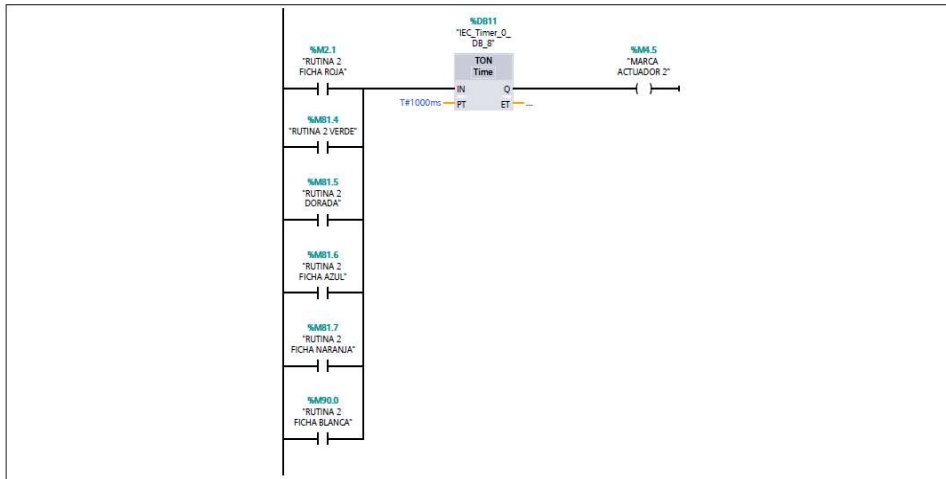 %DB11
"IEC_Timer_0_
DB_8"
%M2.1
"RUTINA 2
FICHA ROJA"
TON
Time
%M4.5
"MARCA
ACTUADOR 2"
IN Q
T#1000ms PT ET ...
%M81.4
"RUTINA 2 VERDE"
%M81.5
"RUTINA 2
DORADA"
%M81.6
"RUTINA 2
FICHA AZUL"
%M81.7
"RUTINA 2
FICHA NARANJA"
%M90.0
"RUTINA 2
FICHA BLANCA"